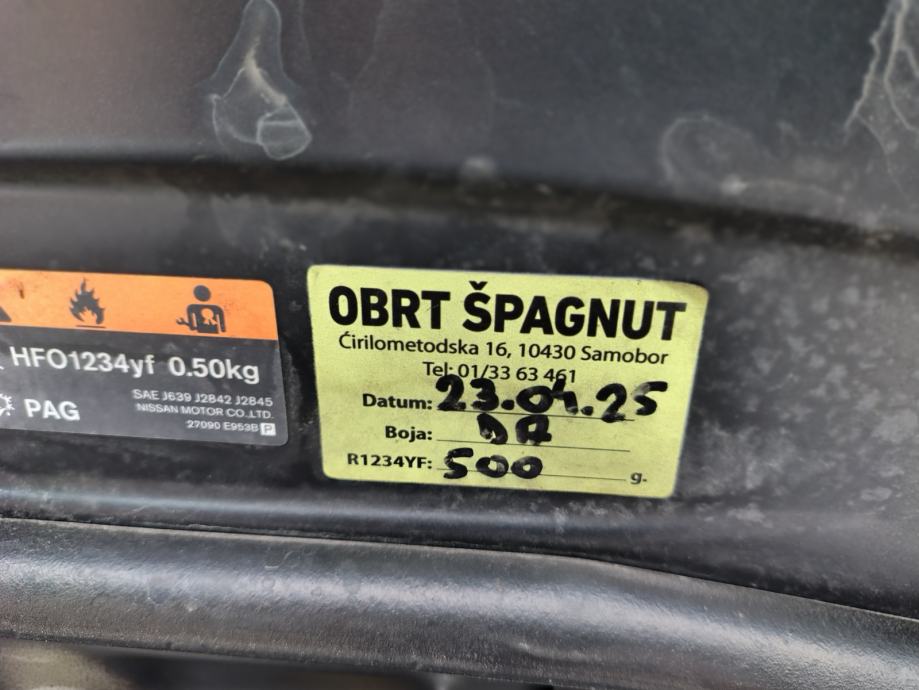 HFO1234yf 0.50kg
PAG
SAE J639 J2842 J2845
NISSAN MOTOR CO.,LTD.
27090 E953B P
OBRT ŠPAGNUT
Ćirilometodska 16, 10430 Samobor
Tel: 01/33 63 461
Datum: 23.04.25
Boja: DA
R1234YF: 500 g.